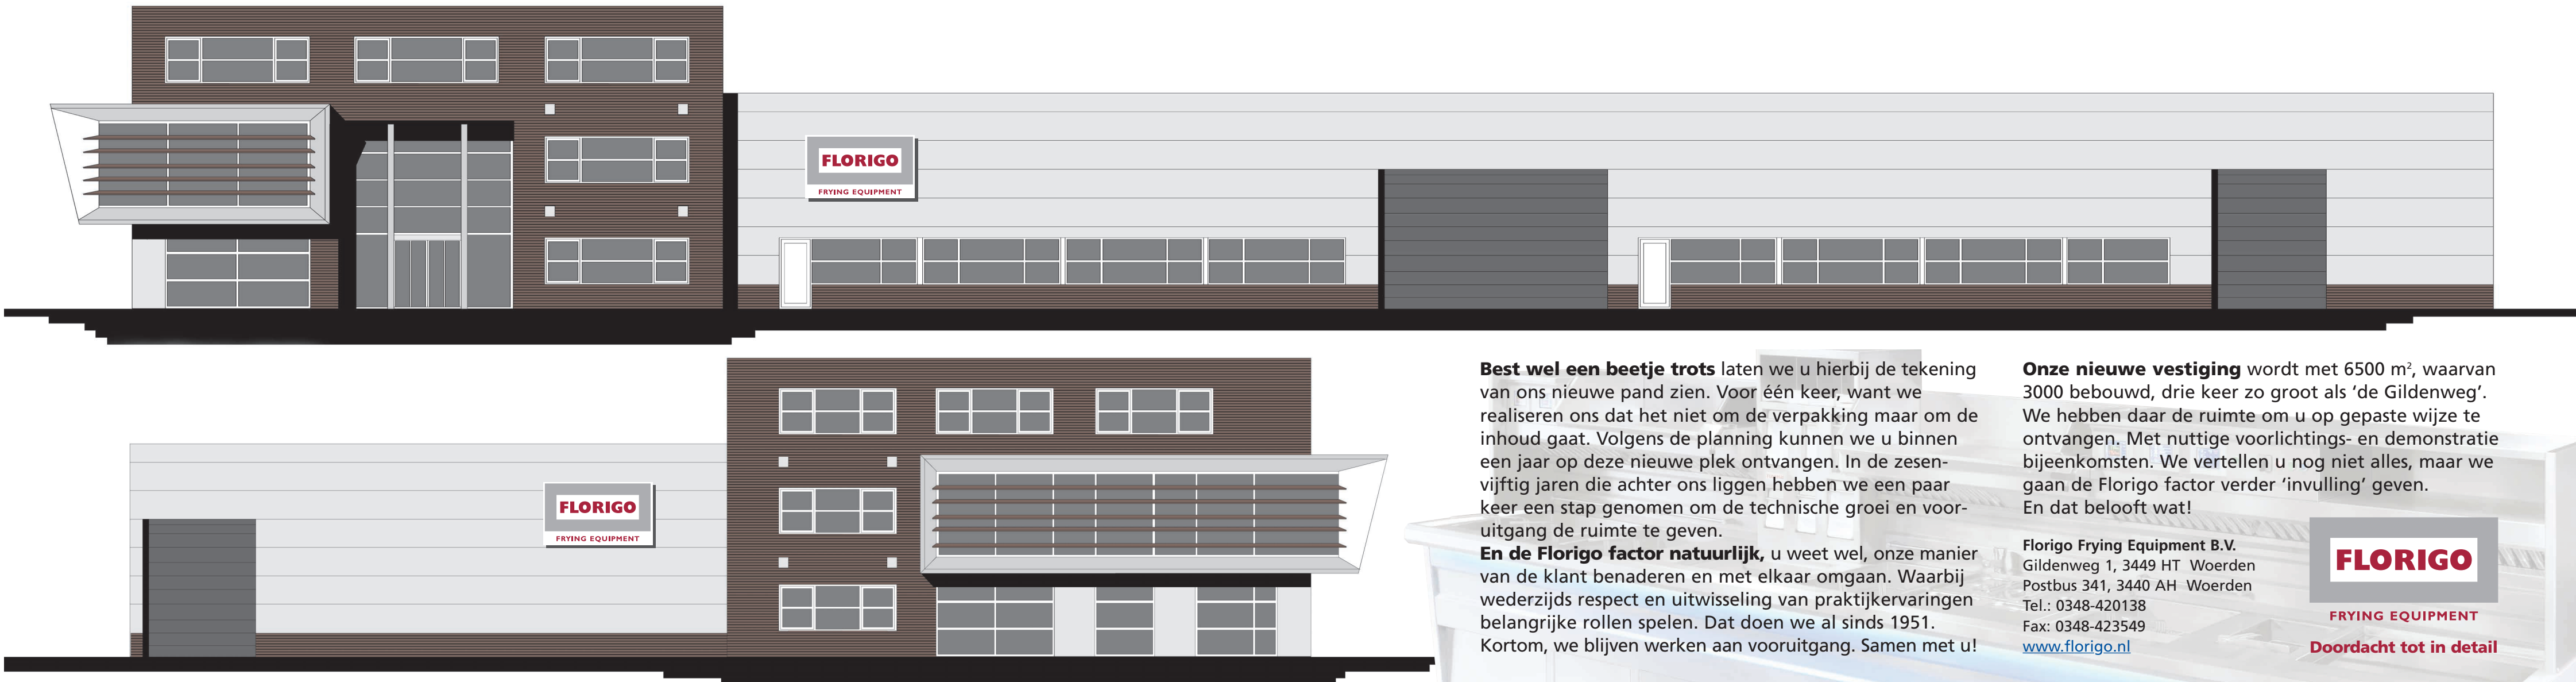 FLORIGO
FRYING EQUIPMENT
FLORIGO
FRYING EQUIPMENT
Best wel een beetje trots laten we u hierbij de tekening
van ons nieuwe pand zien. Voor één keer, want we
realiseren ons dat het niet om de verpakking maar om de
inhoud gaat. Volgens de planning kunnen we u binnen
een jaar op deze nieuwe plek ontvangen. In de zesen-
vijftig jaren die achter ons liggen hebben we een paar
keer een stap genomen om de technische groei en voor-
uitgang de ruimte te geven.
En de Florigo factor natuurlijk, u weet wel, onze manier
van de klant benaderen en met elkaar omgaan. Waarbij
wederzijds respect en uitwisseling van praktijkervaringen
belangrijke rollen spelen. Dat doen we al sinds 1951.
Kortom, we blijven werken aan vooruitgang. Samen met u!
Onze nieuwe vestiging wordt met 6500 m², waarvan
3000 bebouwd, drie keer zo groot als ‘de Gildenweg’.
We hebben daar de ruimte om u op gepaste wijze te
ontvangen. Met nuttige voorlichtings- en demonstratie
bijeenkomsten. We vertellen u nog niet alles, maar we
gaan de Florigo factor verder ‘invulling’ geven.
En dat belooft wat!
Florigo Frying Equipment B.V.
Gildenweg 1, 3449 HT Woerden
Postbus 341, 3440 AH Woerden
Tel.: 0348-420138
Fax: 0348-423549
www.florigo.nl
FLORIGO
FRYING EQUIPMENT
Doordacht tot in detail